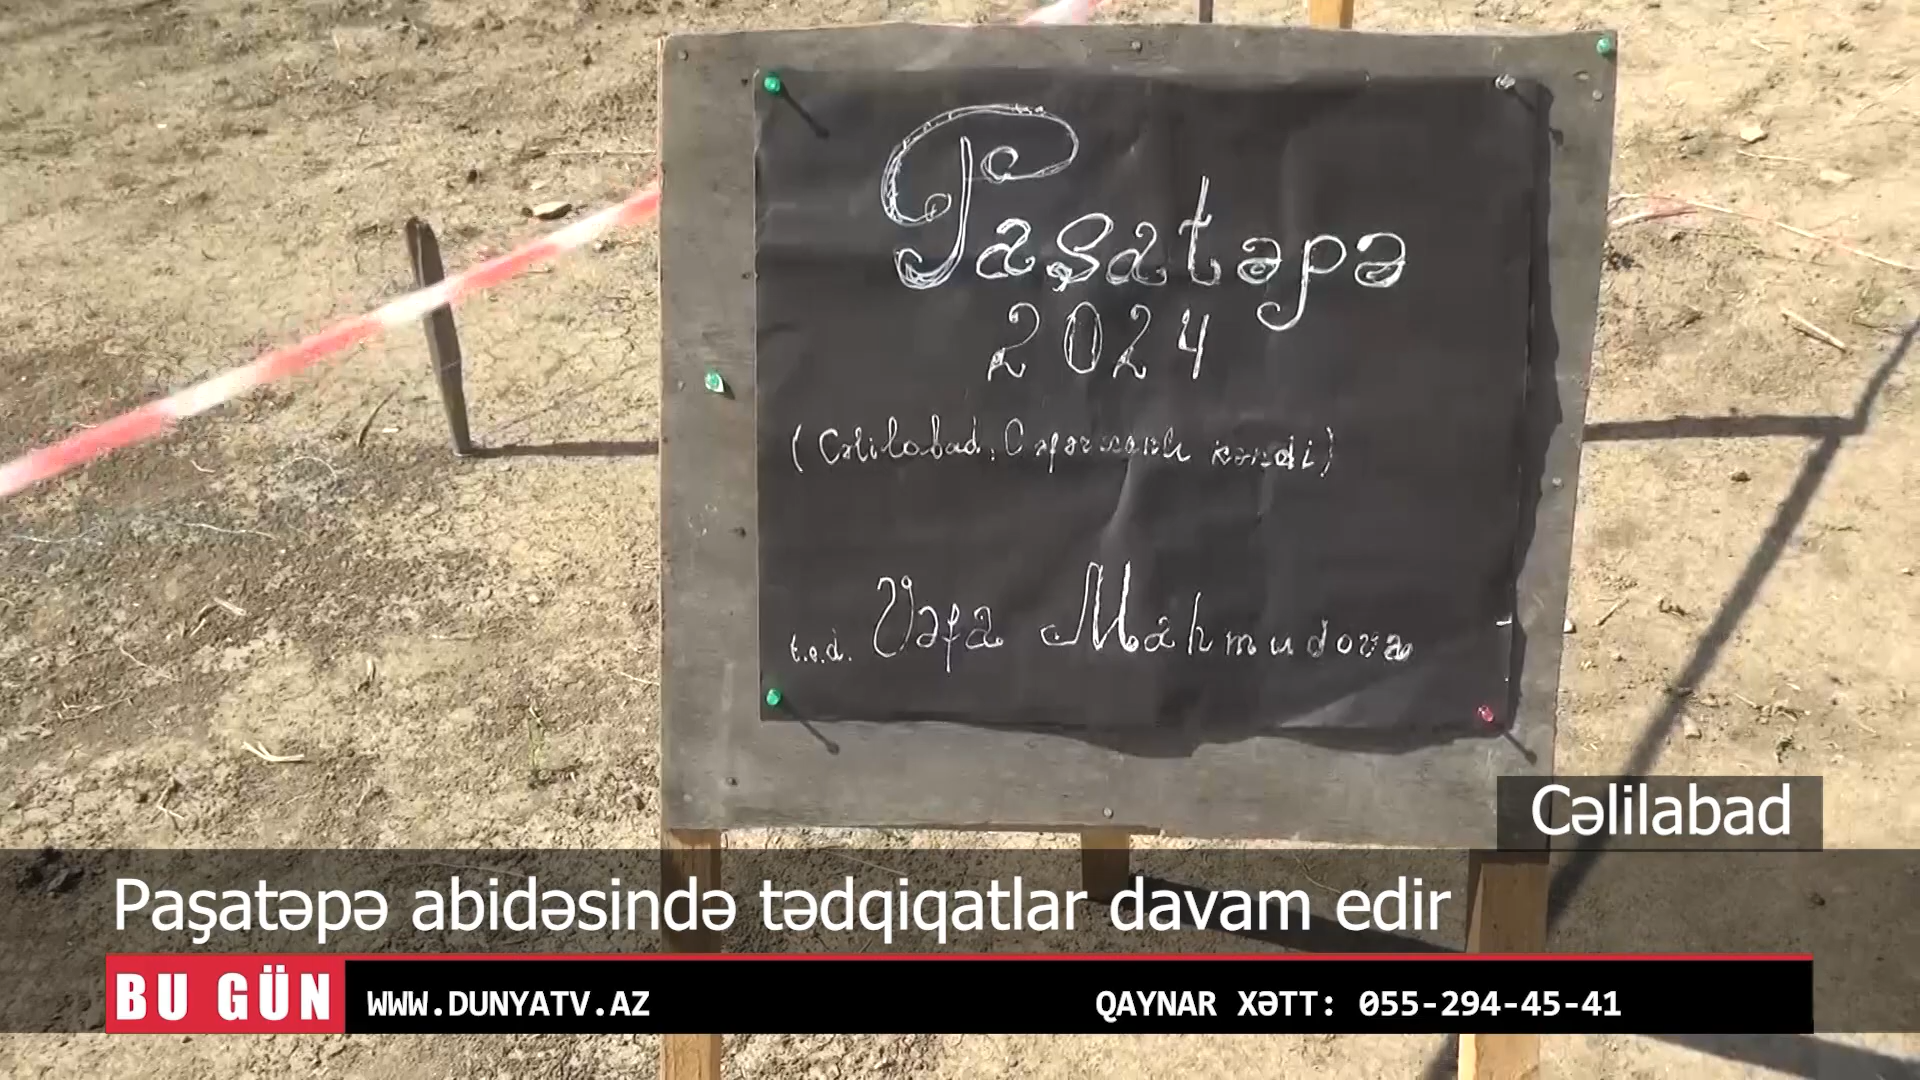 Paşatəpə
2024
(Cəlilabad, Cəfərxanlı kəndi)
t.e.d. Vəfa Mahmudova
Cəlilabad
Paşatəpə abidəsində tədqiqatlar davam edir
BU GÜN WWW.DUNYATV.AZ QAYNAR XƏTT: 055-294-45-41